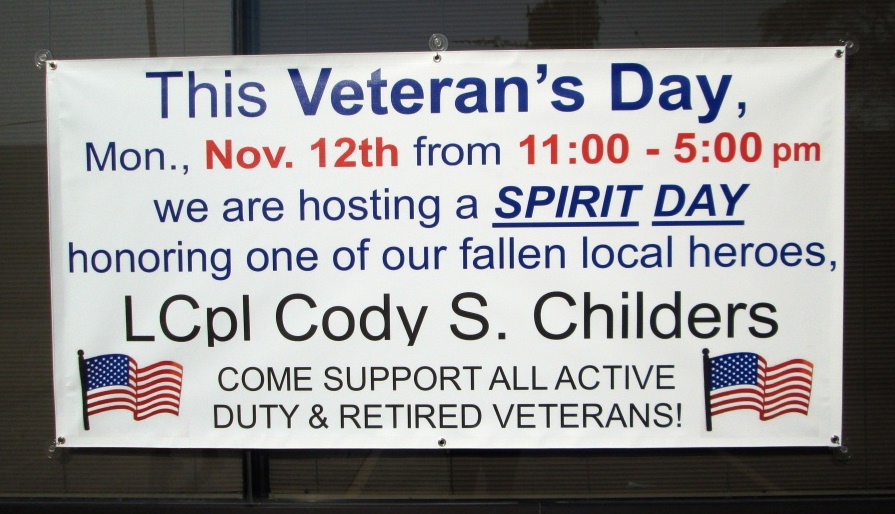 This Veteran's Day,
Mon., Nov. 12th from 11:00 - 5:00 pm
we are hosting a SPIRIT DAY
honoring one of our fallen local heroes,
LCpl Cody S. Childers
COME SUPPORT ALL ACTIVE
DUTY & RETIRED VETERANS!